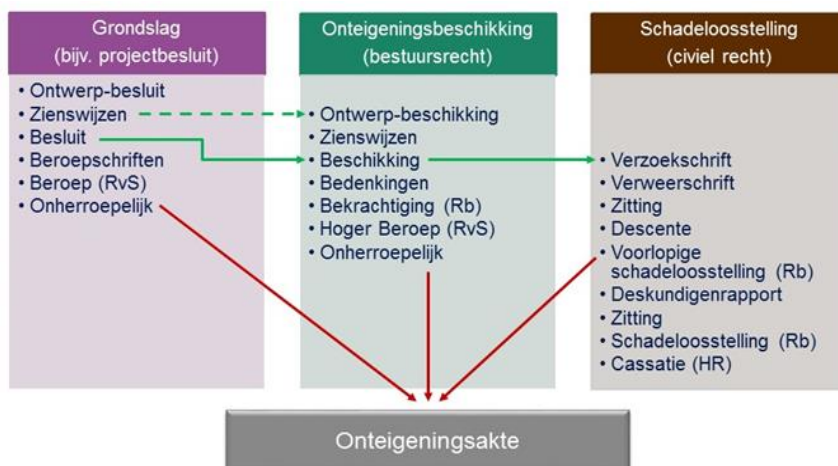 Grondslag
(bijv. projectbesluit)
• Ontwerp-besluit
• Zienswijzen
• Besluit
• Beroepschriften
• Beroep (RvS)
• Onherroepelijk
Onteigeningsbeschikking
(bestuursrecht)
• Ontwerp-beschikking
• Zienswijzen
• Beschikking
• Bedenkingen
• Bekrachtiging (Rb)
• Hoger Beroep (RvS)
• Onherroepelijk
Schadeloosstelling
(civiel recht)
• Verzoekschrift
• Verweerschrift
• Zitting
• Descente
• Voorlopige
schadeloosstelling (Rb)
• Deskundigenrapport
• Zitting
• Schadeloosstelling (Rb)
• Cassatie (HR)
Onteigeningsakte